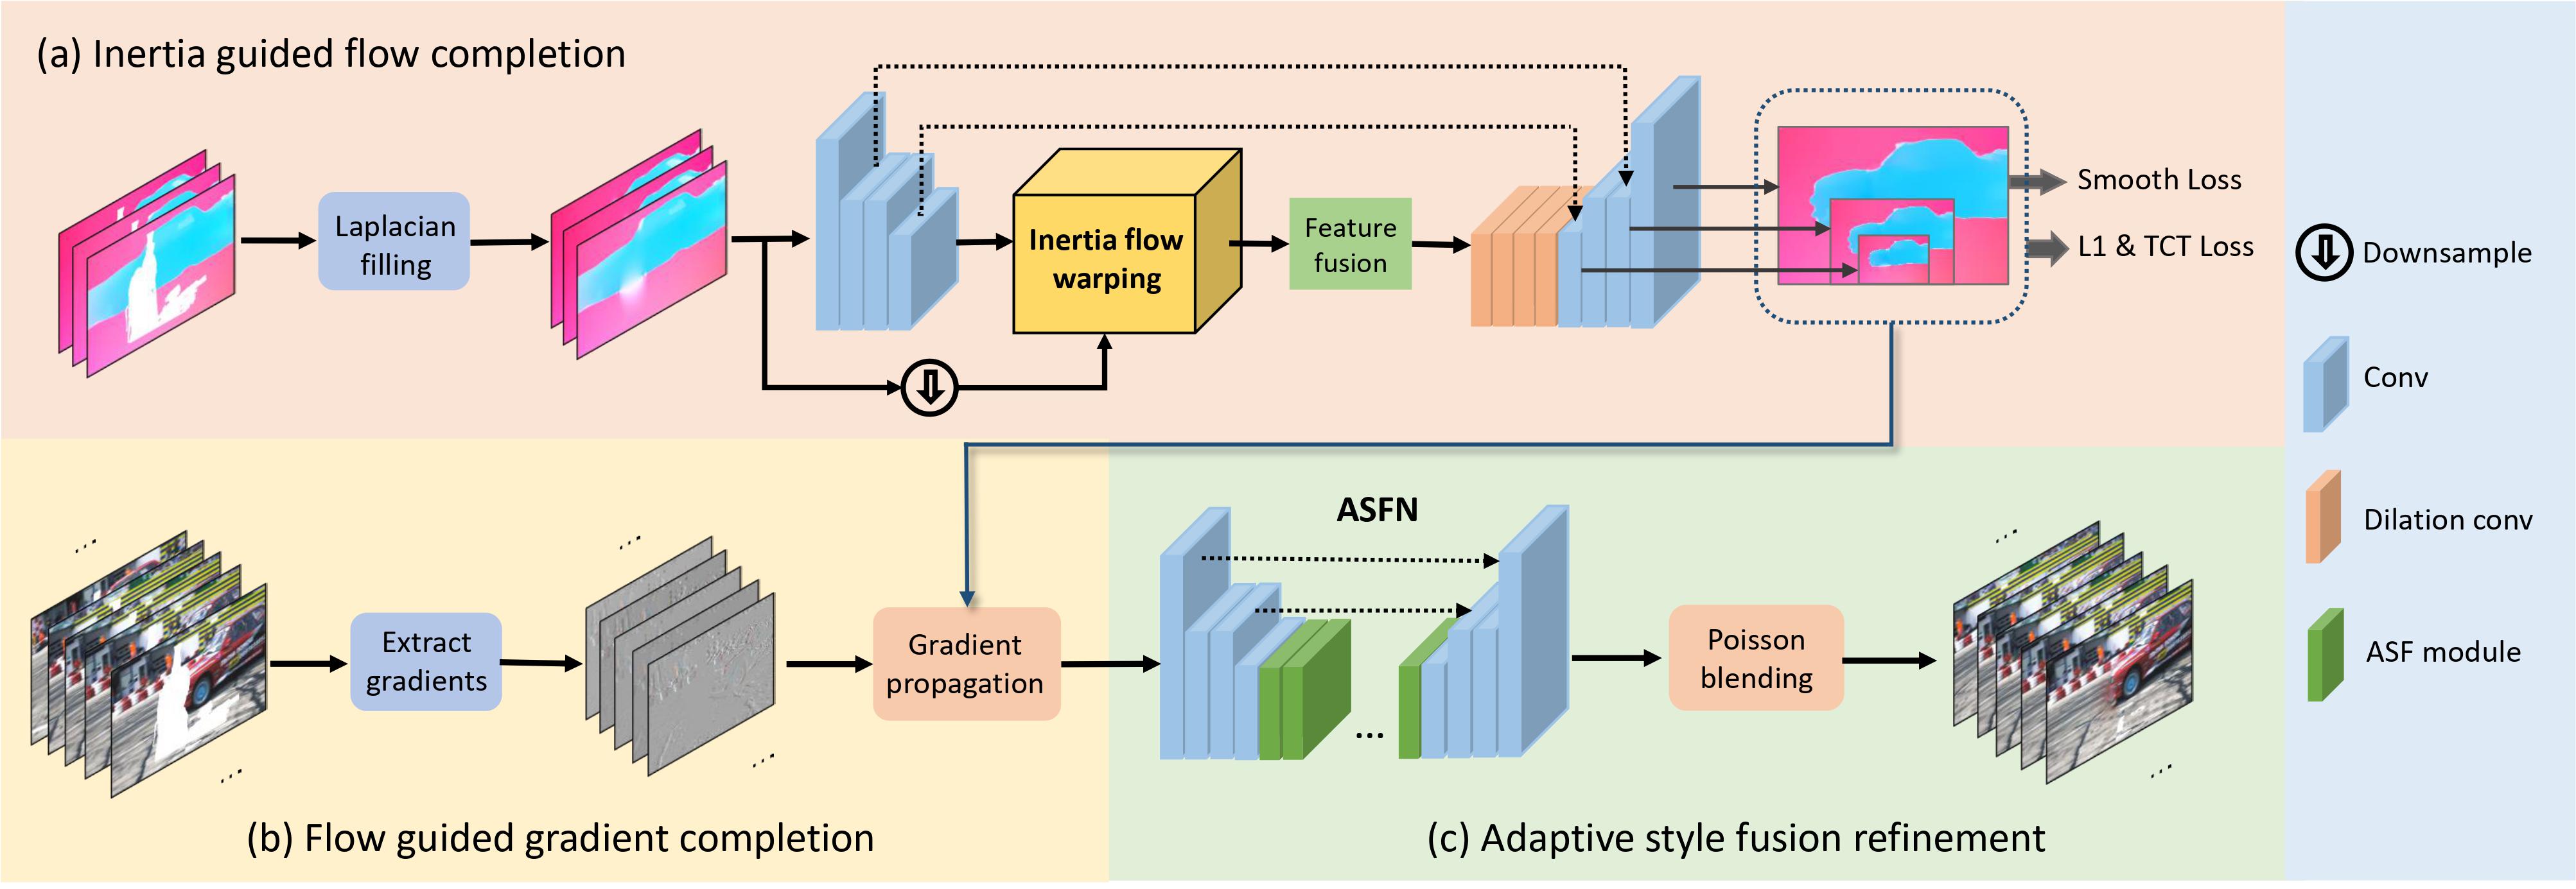 (a) Inertia guided flow completion
Laplacian
filling
Inertia flow
warping
Feature
fusion
Smooth Loss
L1 & TCT Loss
Downsample
Conv
Dilation conv
ASF module
Extract
gradients
Gradient
propagation
(b) Flow guided gradient completion
ASFN
...
Poisson
blending
(c) Adaptive style fusion refinement